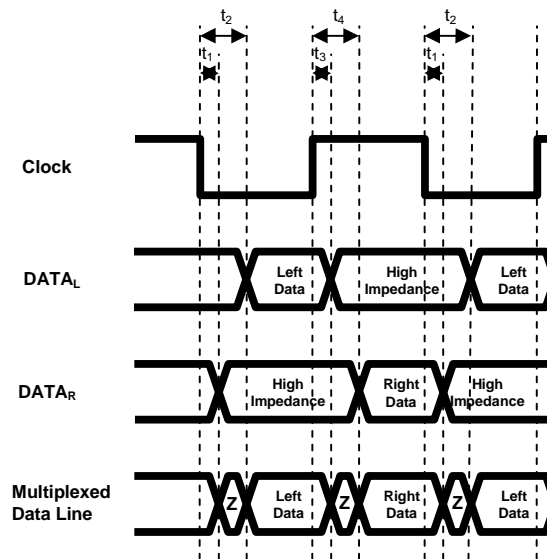 t₂ t₄ t₂
t₁ t₃ t₁
Clock
DATAL
Left
Data
High
Impedance
Left
Data
DATAR
High
Impedance
Right
Data
High
Impedance
Multiplexed
Data Line
Z
Left
Data
Z
Right
Data
Z
Left
Data